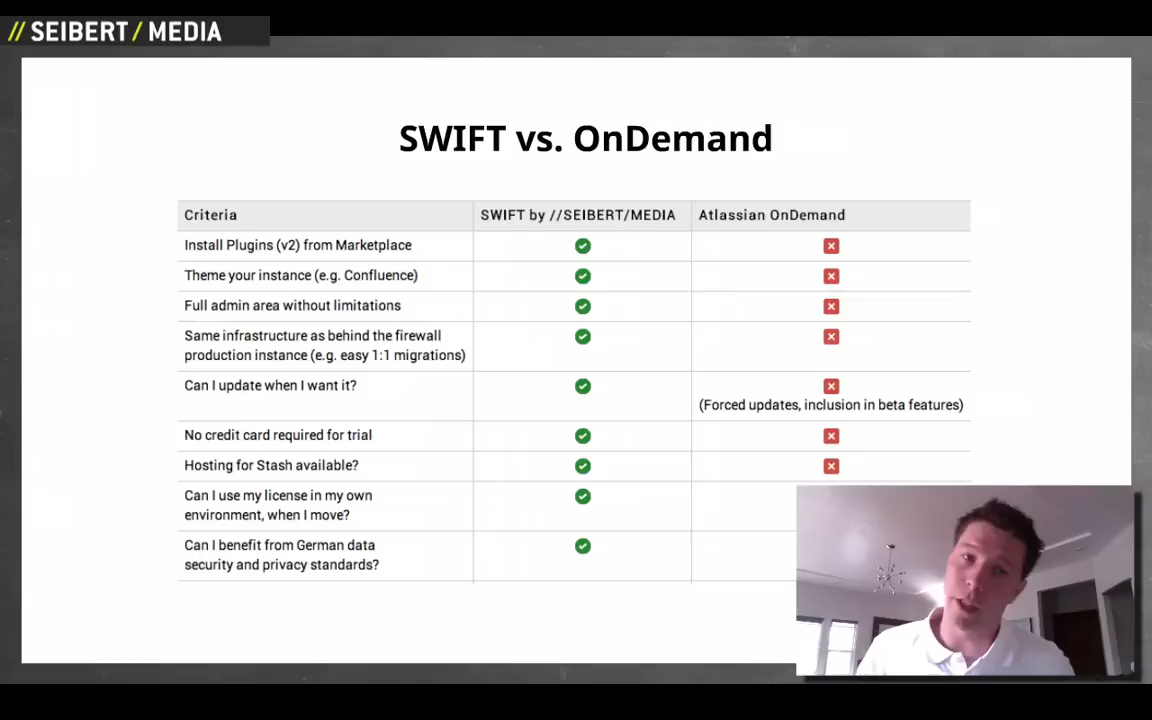 // SEIBERT / MEDIA
SWIFT vs. OnDemand
Criteria SWIFT by //SEIBERT/MEDIA Atlassian OnDemand
Install Plugins (v2) from Marketplace
Theme your instance (e.g. Confluence)
Full admin area without limitations
Same infrastructure as behind the firewall
production instance (e.g. easy 1:1 migrations)
Can I update when I want it?
(Forced updates, inclusion in beta features)
No credit card required for trial
Hosting for Stash available?
Can I use my license in my own
environment, when I move?
Can I benefit from German data
security and privacy standards?